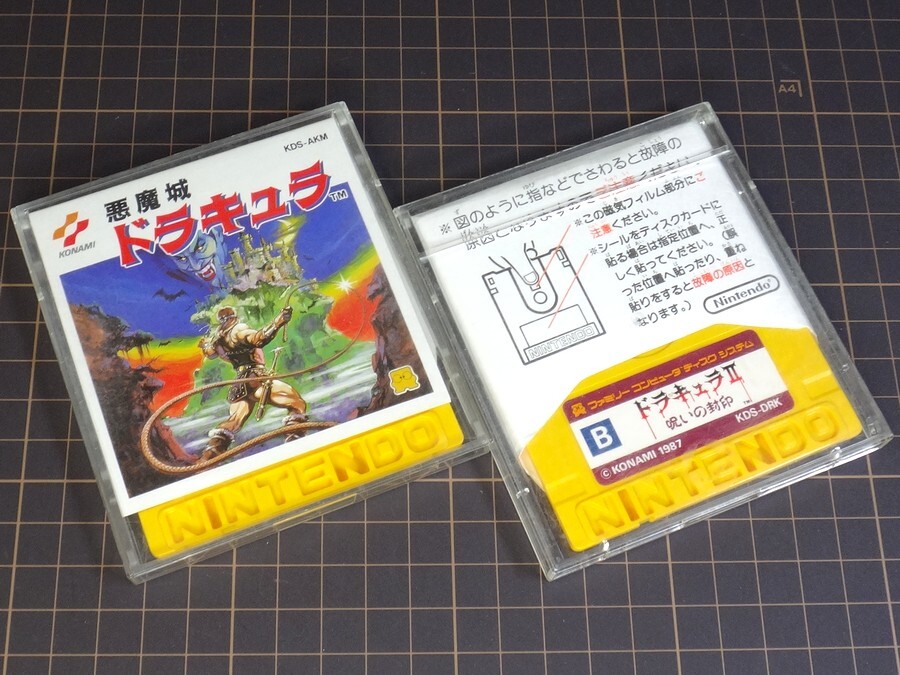 A4
KDS-AKM
KONAMI
悪魔城
ドラキュラ™
NINTENDO
※図のように指などでさわると故障の
原因となりますので
※この磁気フィルム部分にご
注意ください。
※シールをディスクカードに
貼る場合は指定位置へ、正
しく貼ってください。(誤
った位置へ貼ったり、重ね
貼りをすると故障の原因と
なります。)
Nintendo
NINTENDO
ファミリー コンピュータ ディスク システム
B
ドラキュラII
呪いの封印
© KONAMI 1987
KDS-DRK
NINTENDO